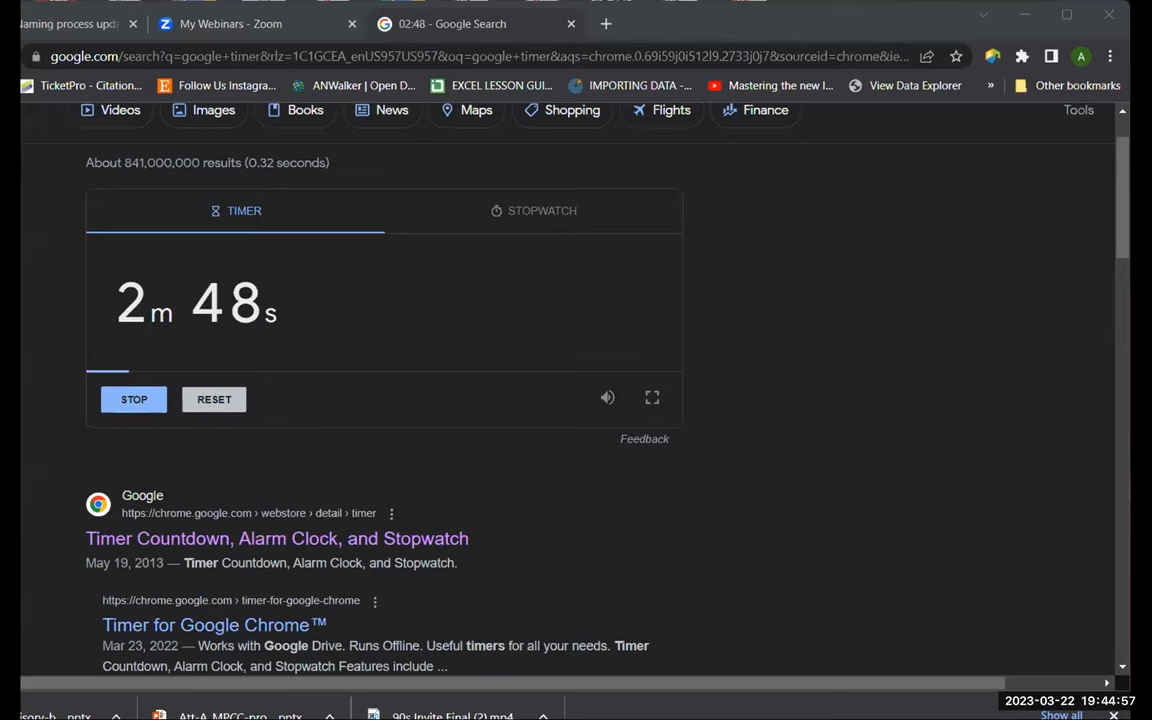 Naming process upda
My Webinars - Zoom
02:48 - Google Search
google.com/search?q=google+timer&rlz=1C1GCEA_enUS957US957&oq=google+timer&aqs=chrome.0.69i59j0i512l9.2733j0j7&sourceid=chrome&ie...
A
TicketPro - Citation...
Follow Us Instagra...
ANWalker | Open D...
EXCEL LESSON GUI...
IMPORTING DATA -...
Mastering the new I...
View Data Explorer
»
Other bookmarks
Videos
Images
Books
News
Maps
Shopping
Flights
Finance
Tools
About 841,000,000 results (0.32 seconds)
TIMER
STOPWATCH
2m 48s
STOP
RESET
Feedback
Google
https://chrome.google.com › webstore › detail › timer
Timer Countdown, Alarm Clock, and Stopwatch
May 19, 2013 — Timer Countdown, Alarm Clock, and Stopwatch.
https://chrome.google.com › timer-for-google-chrome
Timer for Google Chrome™
Mar 23, 2022 — Works with Google Drive. Runs Offline. Useful timers for all your needs. Timer
Countdown, Alarm Clock, and Stopwatch Features include ...
2023-03-22 19:44:57
isory-b....pptx
Att-A MPCC-pro....pptx
90s Invite Final (2).mp4
Show all